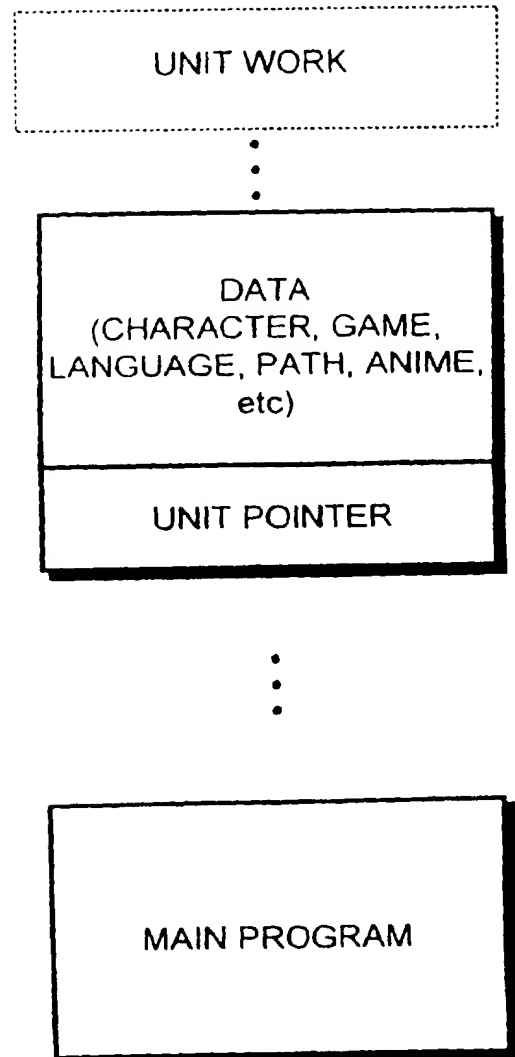 UNIT WORK
DATA
(CHARACTER, GAME,
LANGUAGE, PATH, ANIME,
etc)
UNIT POINTER
MAIN PROGRAM